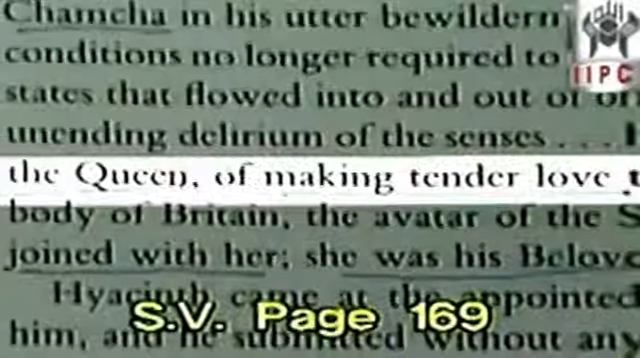 Chamcha in his utter bewilderm
conditions no longer required to
states that flowed into and out of on
unending delirium of the senses . . . I
the Queen, of making tender love t
body of Britain, the avatar of the S
joined with her; she was his Belove
Hyacinth came at the appointed
him, and he submitted without any
S.V. Page 169
IIPC